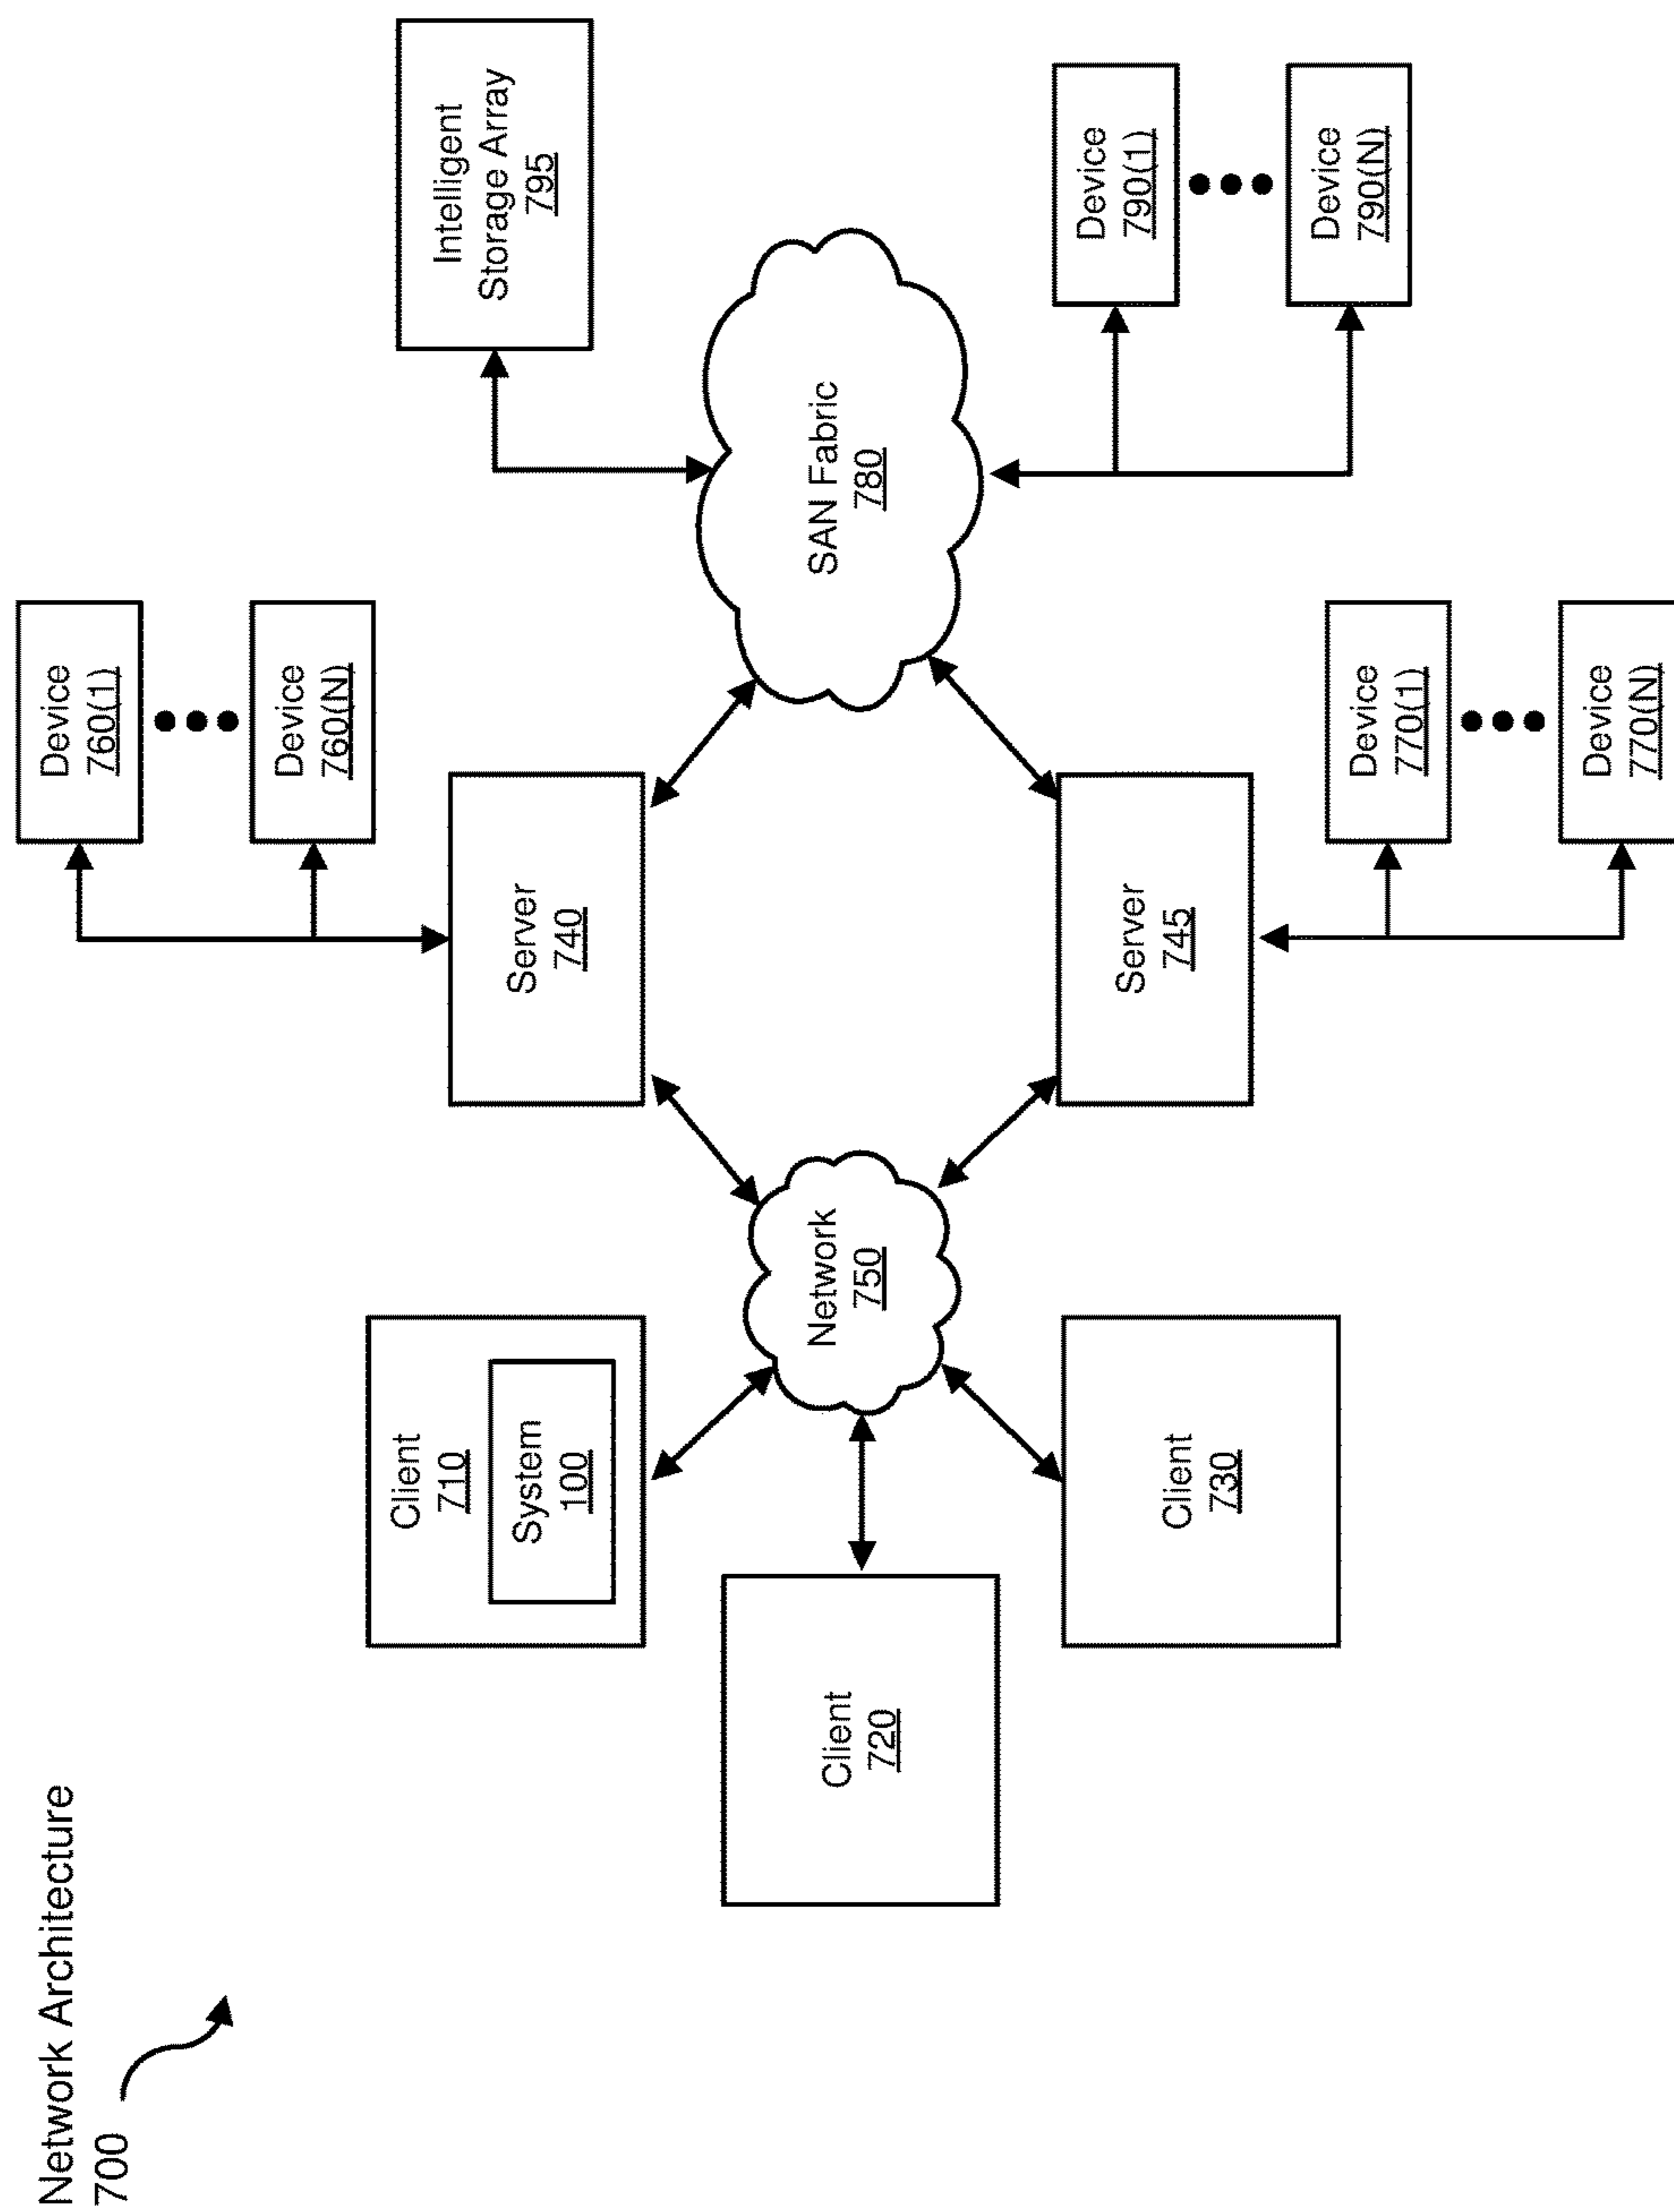 Network Architecture
700
Client
710
System
100
Client
720
Client
730
Network
750
Server
740
Server
745
Device
760(1)
Device
760(N)
Device
770(1)
Device
770(N)
SAN Fabric
780
Intelligent
Storage Array
795
Device
790(1)
Device
790(N)